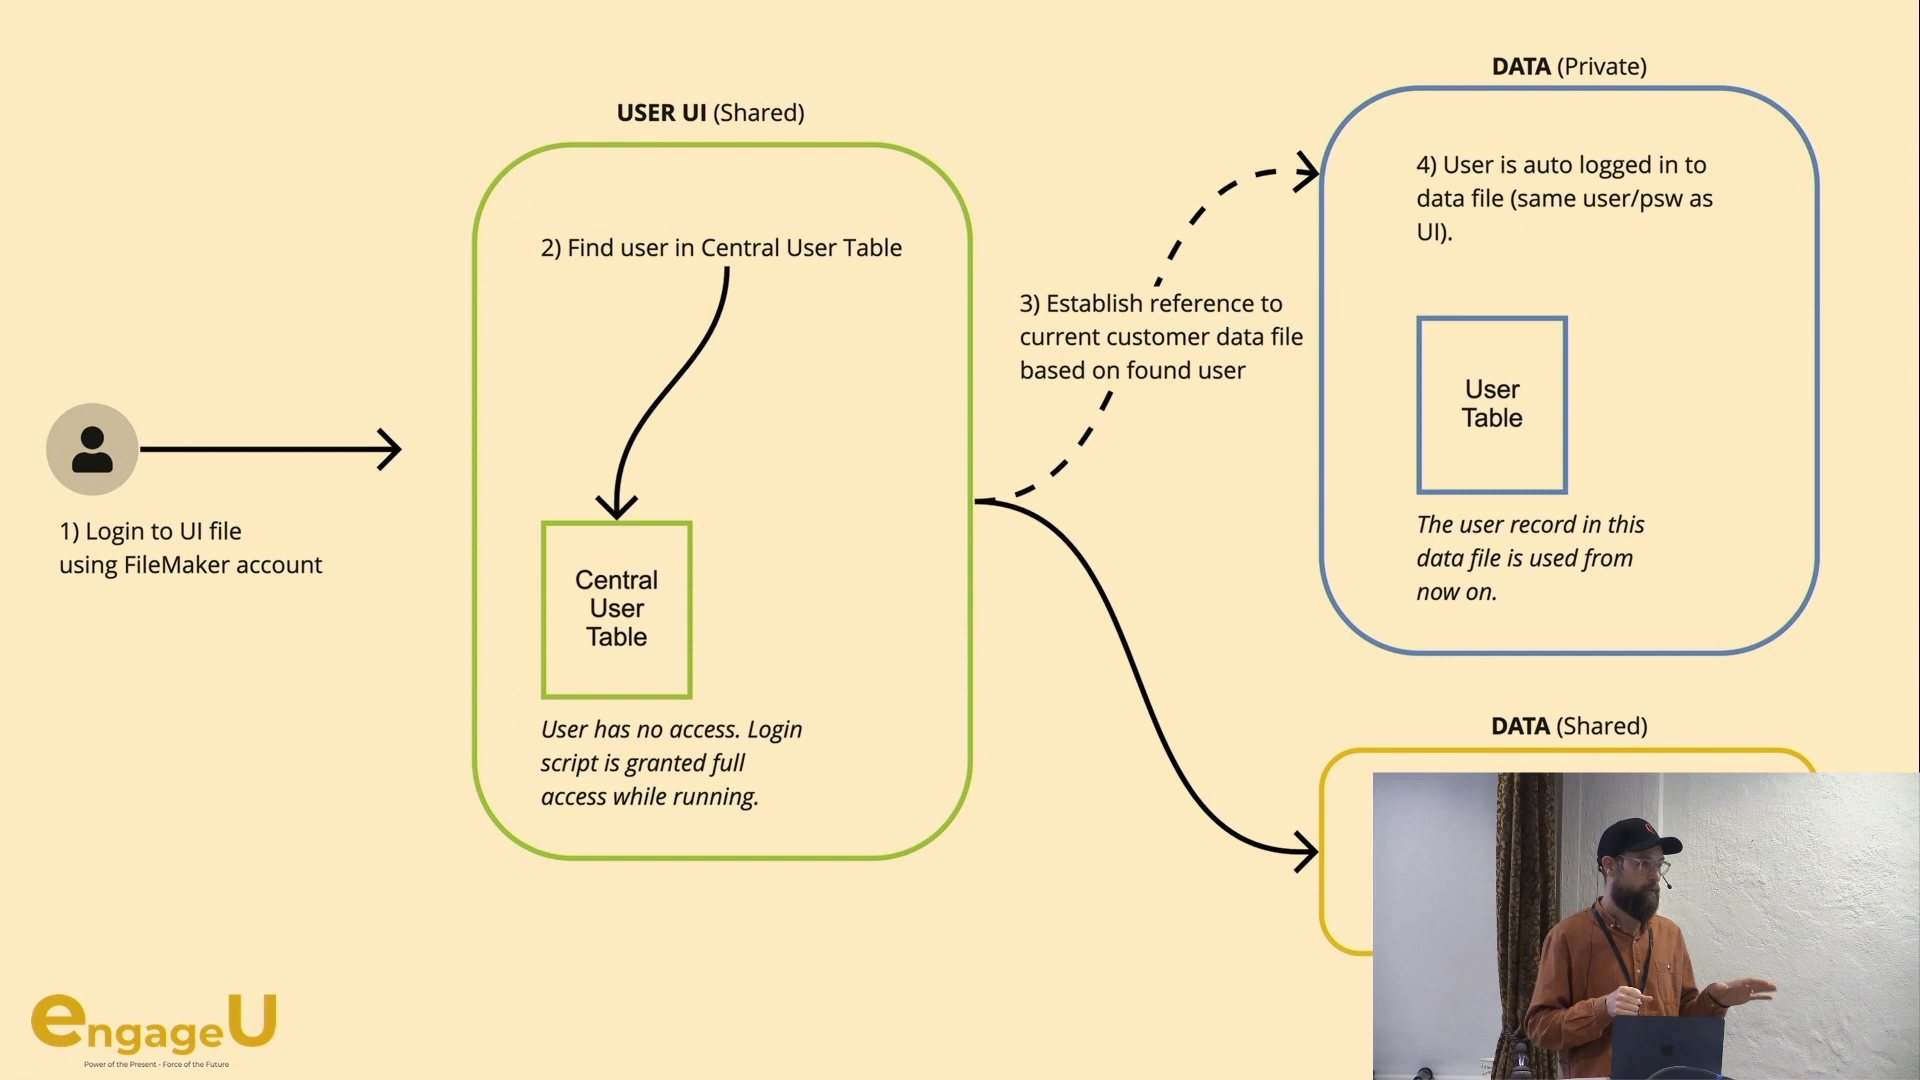 DATA (Private)
USER UI (Shared)
4) User is auto logged in to
data file (same user/psw as
UI).
2) Find user in Central User Table
3) Establish reference to
current customer data file
based on found user
User
Table
1) Login to UI file
using FileMaker account
The user record in this
data file is used from
now on.
Central
User
Table
User has no access. Login
script is granted full
access while running.
DATA (Shared)
engageU
Power of the Present - Force of the Future